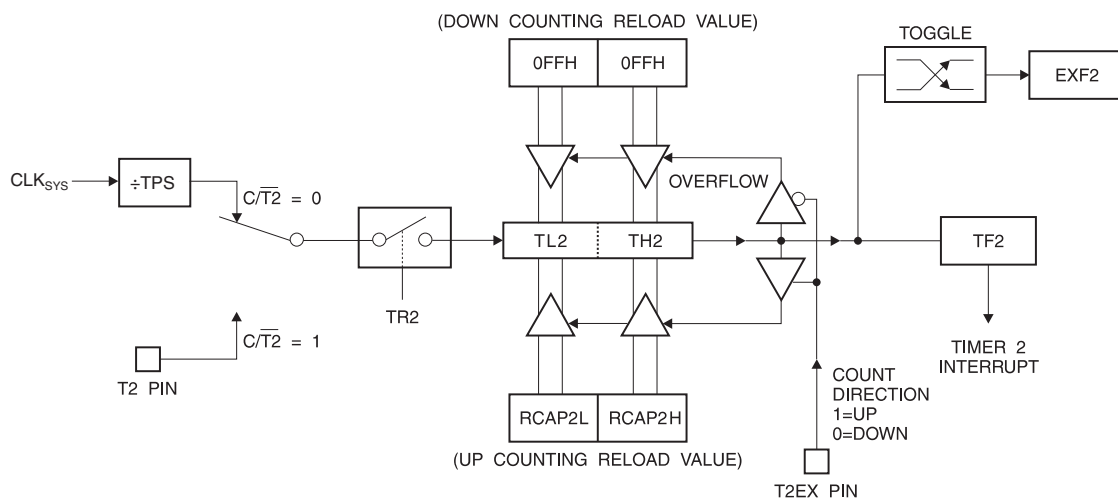 (DOWN COUNTING RELOAD VALUE)
TOGGLE
0FFH 0FFH
EXF2
CLK_SYS
÷TPS
C/T2̅ = 0
OVERFLOW
TL2 TH2
TF2
TR2
C/T2̅ = 1
T2 PIN
TIMER 2
INTERRUPT
COUNT
DIRECTION
1=UP
0=DOWN
RCAP2L RCAP2H
(UP COUNTING RELOAD VALUE)
T2EX PIN